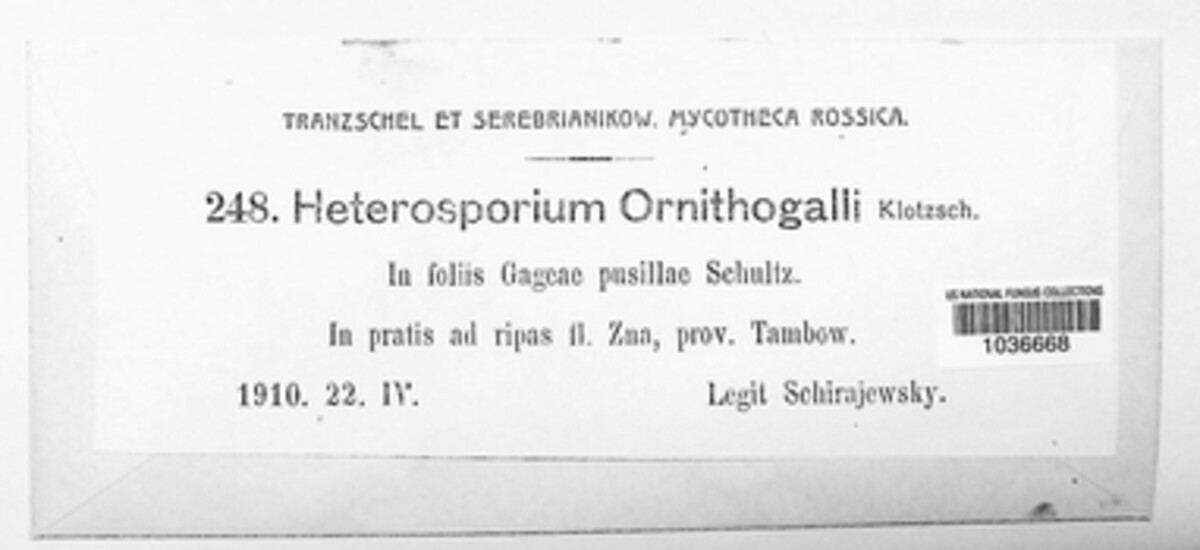 TRANZSCHEL ET SEREBRIANIKOW. MYCOTHECA ROSSICA.
248. Heterosporium Ornithogalli Klotzsch.
In foliis Gageae pusillae Schultz.
In pratis ad ripas fl. Zna, prov. Tambow.
US NATIONAL FUNGUS COLLECTIONS
1036668
1910. 22. IV. Legit Schirajewsky.